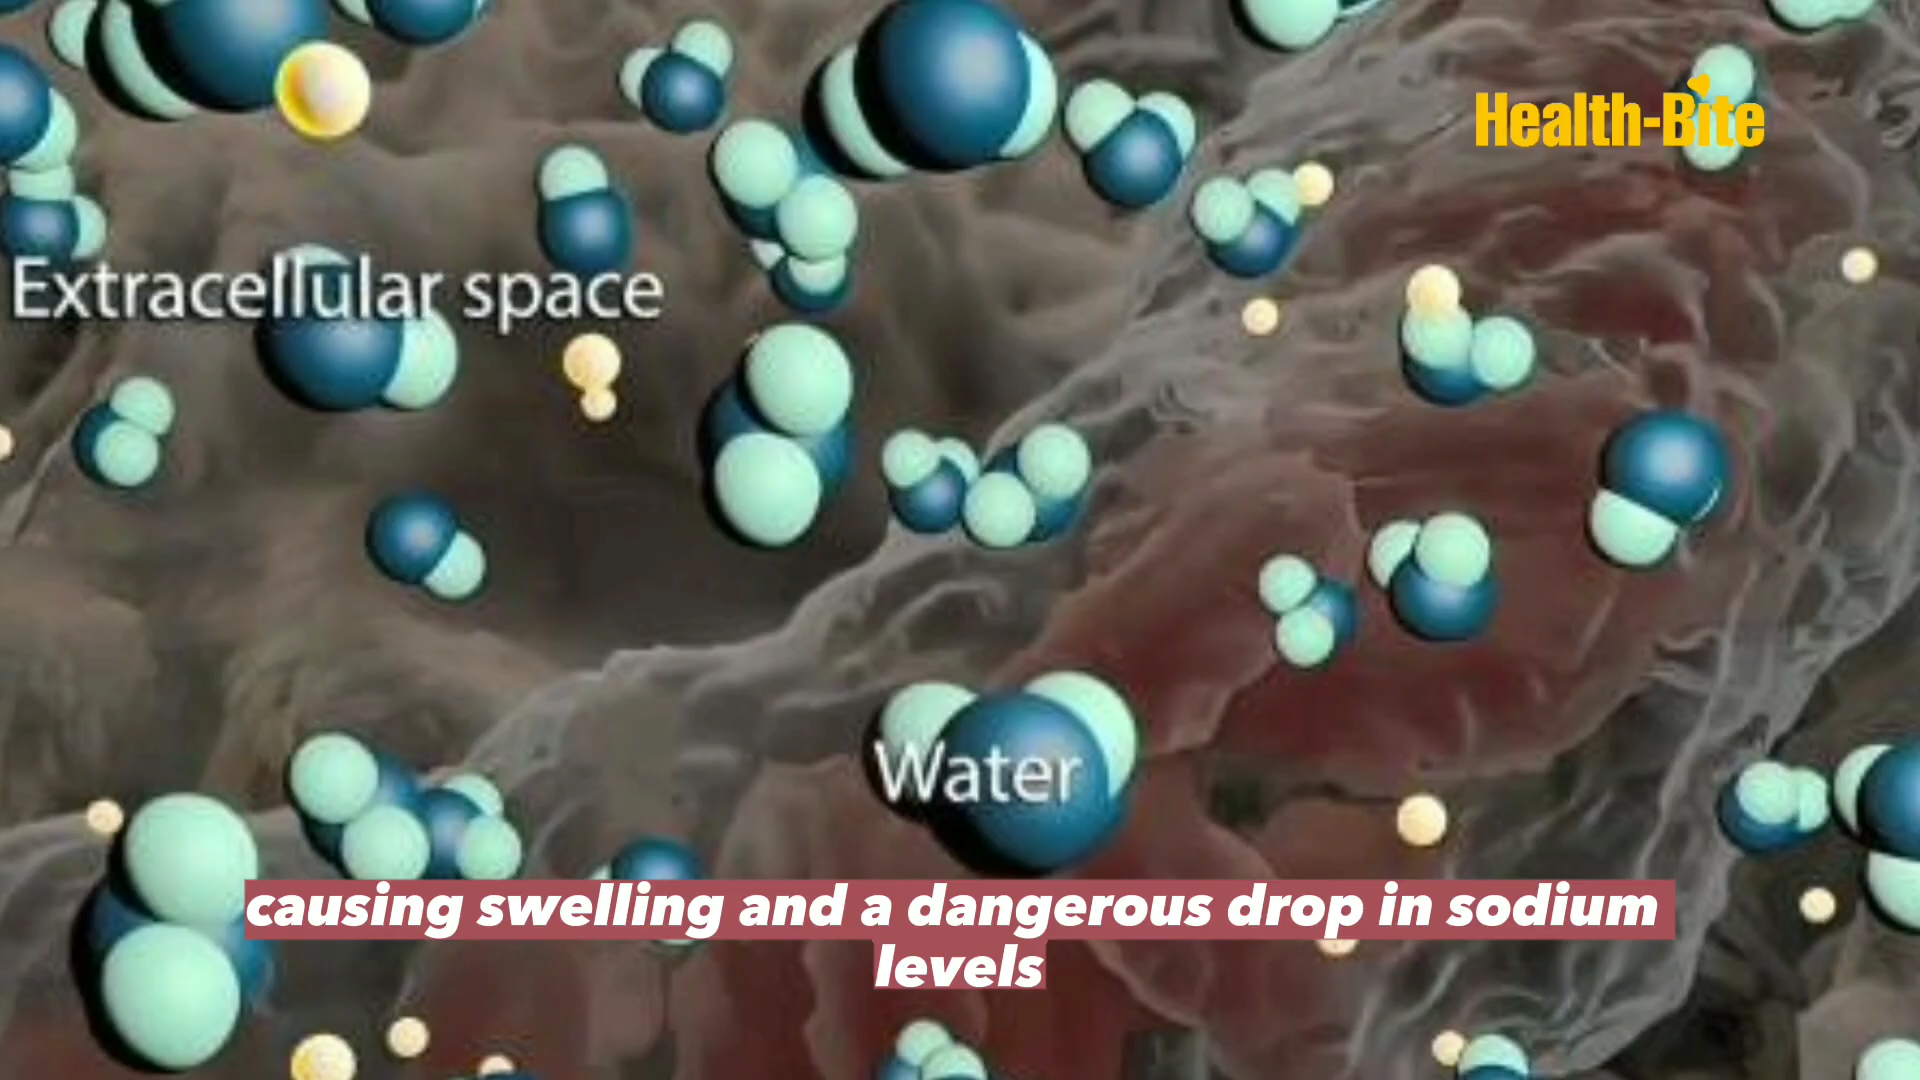 Health-Bite
Extracellular space
Water
causing swelling and a dangerous drop in sodium
levels